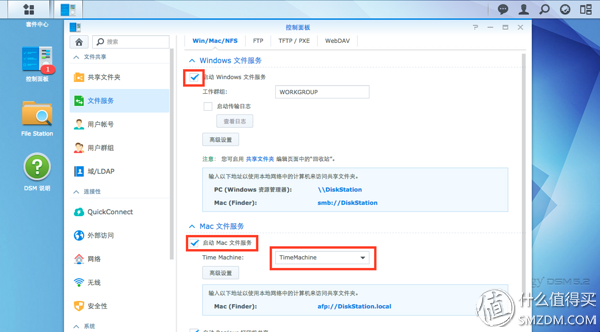 套件中心
控制面板
1
控制面板
File Station
DSM 说明
搜索
文件共享
共享文件夹
文件服务
用户帐号
用户群组
域/LDAP
连接性
QuickConnect
外部访问
网络
无线
安全性
系统
Win/Mac/NFS FTP TFTP / PXE WebDAV
Windows 文件服务
启动 Windows 文件服务
工作群组: WORKGROUP
启动传输日志
查看日志
高级设置
注意: 您可启用 共享文件夹 编辑页面中的"回收站"。
输入以下地址以使用本地网络中的计算机来访问共享文件夹。
PC (Windows 资源管理器): \\DiskStation
Mac (Finder): smb://DiskStation
Mac 文件服务
启动 Mac 文件服务
Time Machine: TimeMachine
高级设置
输入以下地址以使用本地网络中的计算机来访问共享文件夹。
Mac (Finder): afp://DiskStation.local
值 什么值得买
SMZDM.COM